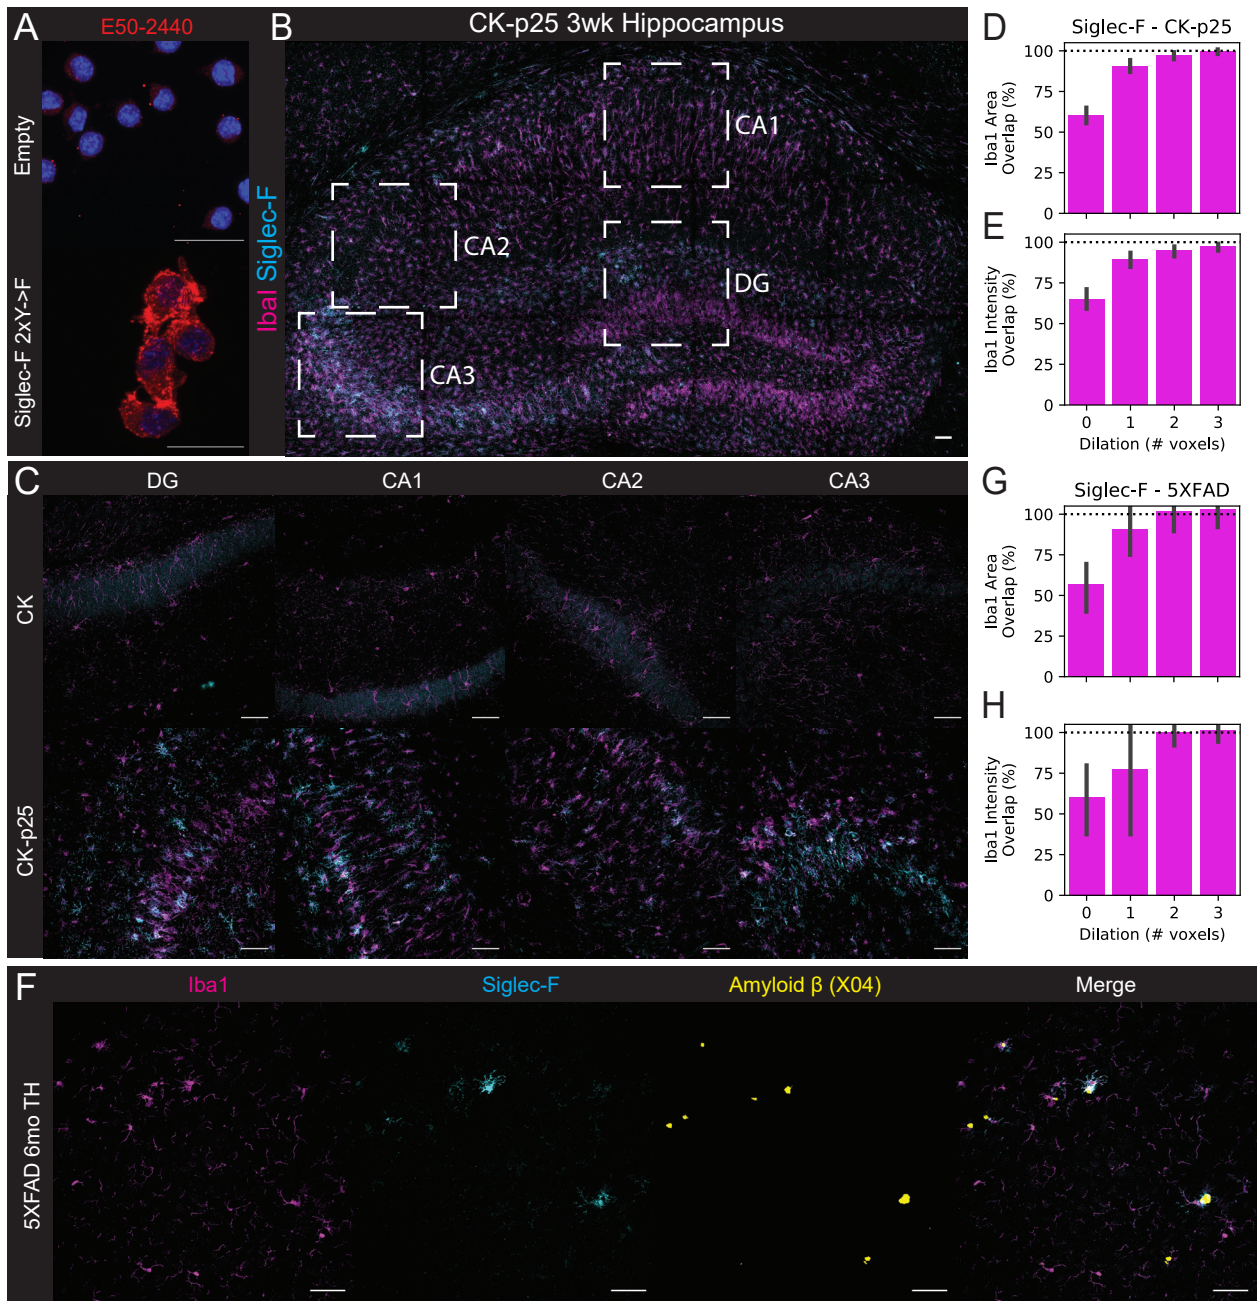 A
E50-2440
Empty
Siglec-F 2xY->F
B
CK-p25 3wk Hippocampus
IbaI Siglec-F
CA1
CA2
DG
CA3
C
DG
CA1
CA2
CA3
CK
CK-p25
D
Siglec-F - CK-p25
Iba1 Area
Overlap (%)
100
75
50
25
0
E
Iba1 Intensity
Overlap (%)
100
75
50
25
0
0 1 2 3
Dilation (# voxels)
G
Siglec-F - 5XFAD
Iba1 Area
Overlap (%)
100
75
50
25
0
H
Iba1 Intensity
Overlap (%)
100
75
50
25
0
0 1 2 3
Dilation (# voxels)
F
Iba1
Siglec-F
Amyloid β (X04)
Merge
5XFAD 6mo TH